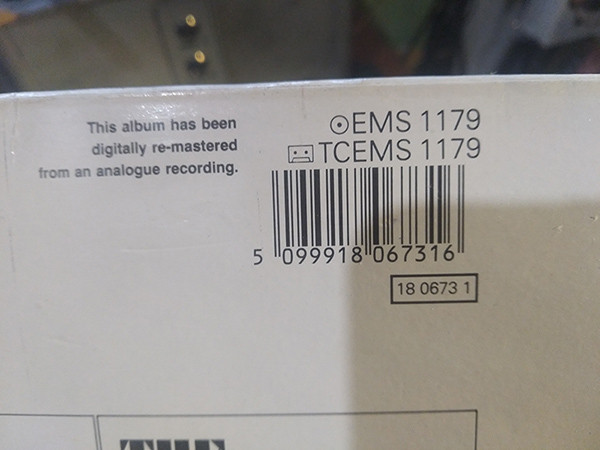 This album has been
digitally re-mastered
from an analogue recording.
EMS 1179
TCEMS 1179
5 099918 067316
18 0673 1
THE